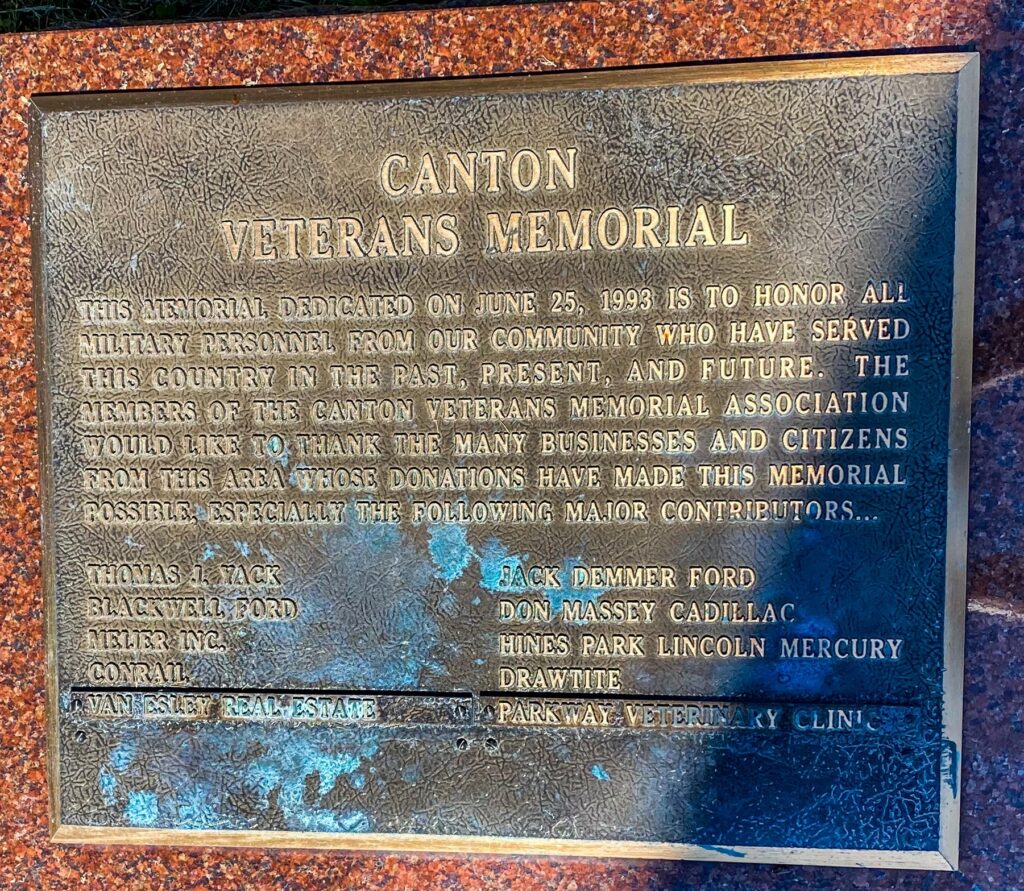 CANTON
VETERANS MEMORIAL
THIS MEMORIAL DEDICATED ON JUNE 25, 1993 IS TO HONOR ALL
MILITARY PERSONNEL FROM OUR COMMUNITY WHO HAVE SERVED
THIS COUNTRY IN THE PAST, PRESENT, AND FUTURE. THE
MEMBERS OF THE CANTON VETERANS MEMORIAL ASSOCIATION
WOULD LIKE TO THANK THE MANY BUSINESSES AND CITIZENS
FROM THIS AREA WHOSE DONATIONS HAVE MADE THIS MEMORIAL
POSSIBLE, ESPECIALLY THE FOLLOWING MAJOR CONTRIBUTORS...
THOMAS J. YACK
BLACKWELL FORD
MEIJER INC.
CONRAIL
VAN ESLEY REAL ESTATE
JACK DEMMER FORD
DON MASSEY CADILLAC
HINES PARK LINCOLN MERCURY
DRAWTITE
PARKWAY VETERINARY CLINIC